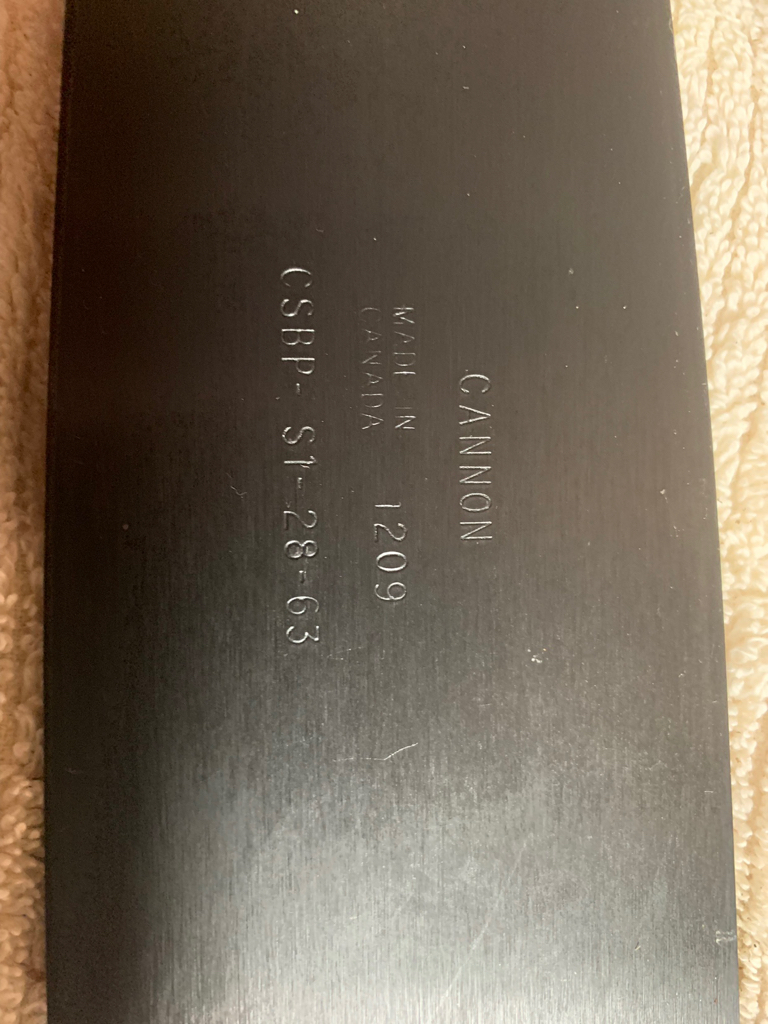 CANNON
MADE IN
CANADA
1209
CSBP-S1-28-63